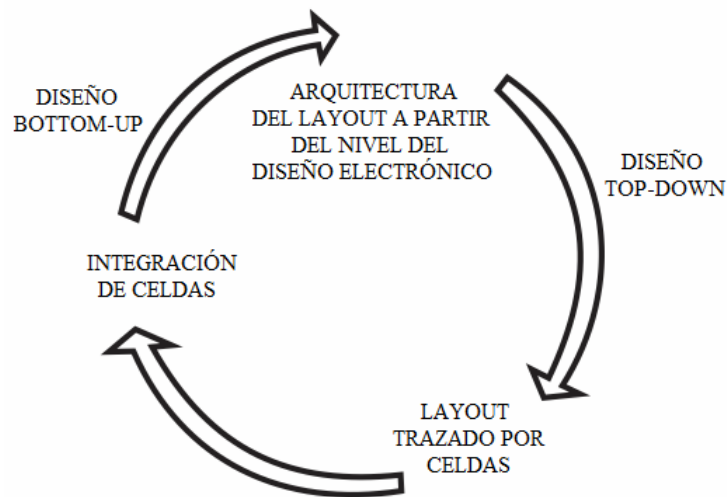 DISEÑO
BOTTOM-UP
ARQUITECTURA
DEL LAYOUT A PARTIR
DEL NIVEL DEL
DISEÑO ELECTRÓNICO
DISEÑO
TOP-DOWN
INTEGRACIÓN
DE CELDAS
LAYOUT
TRAZADO POR
CELDAS